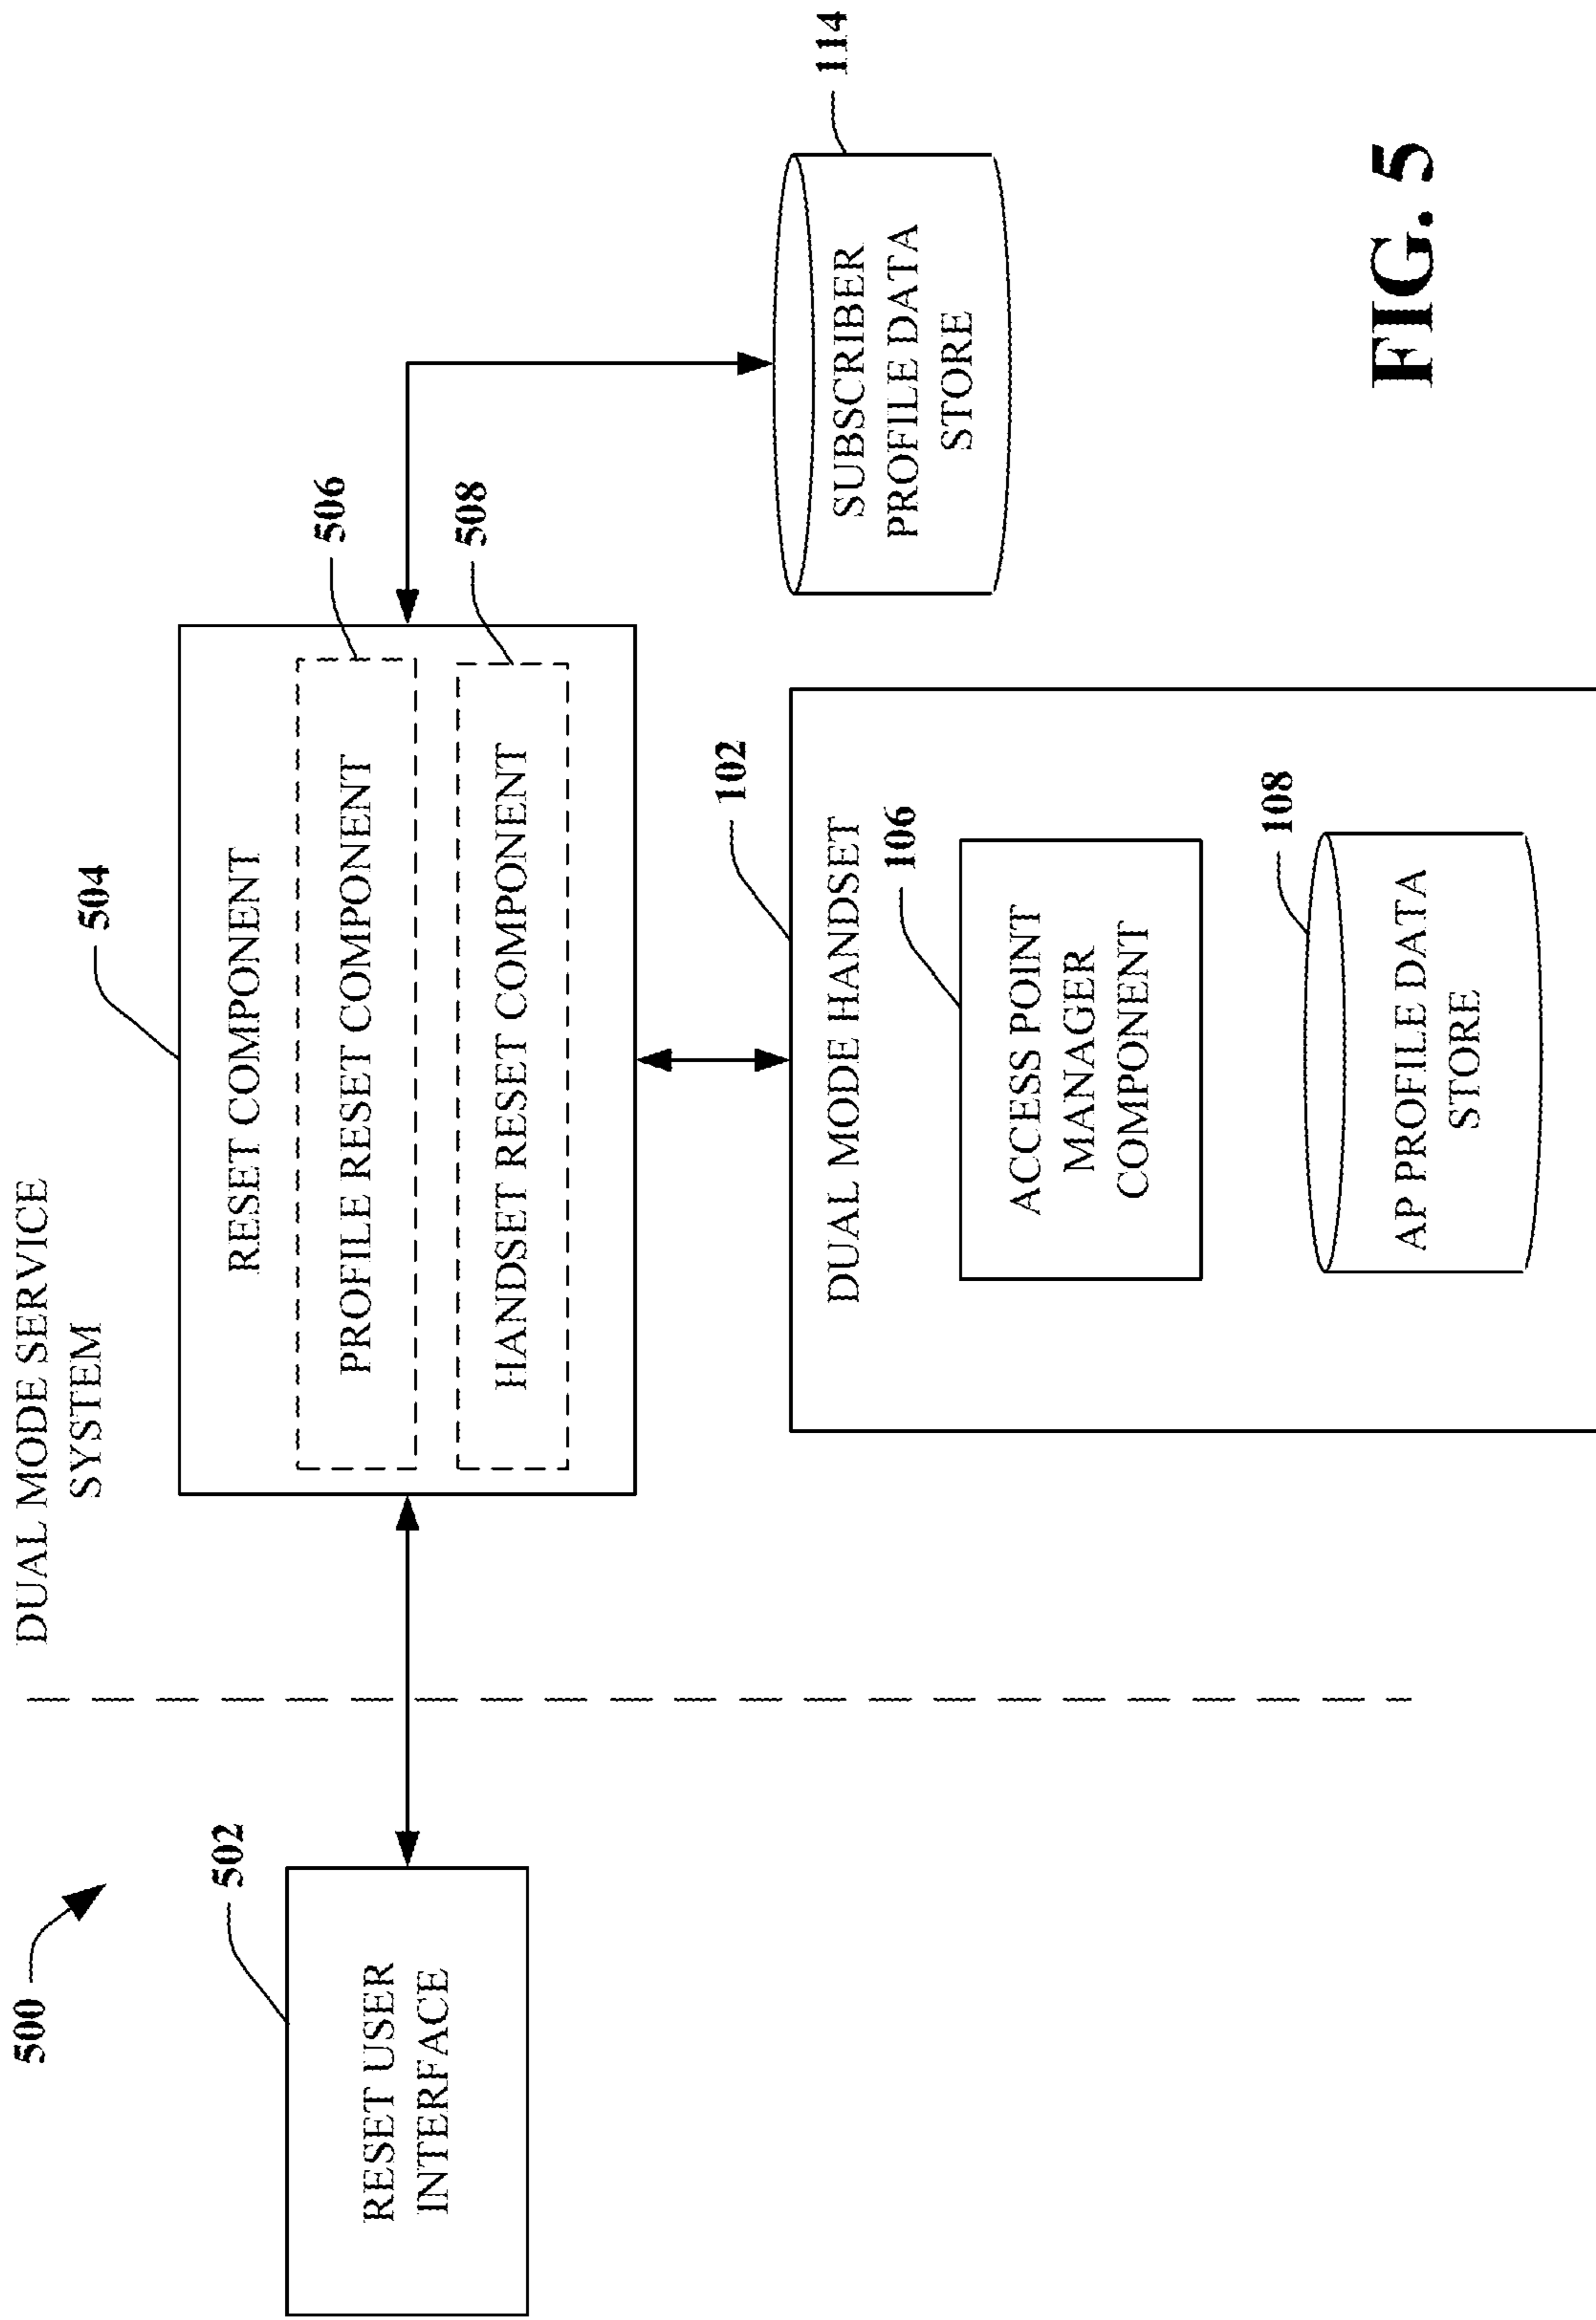 500
DUAL MODE SERVICE
SYSTEM
502
RESET USER
INTERFACE
504
RESET COMPONENT
506
PROFILE RESET COMPONENT
508
HANDSET RESET COMPONENT
102
DUAL MODE HANDSET
106
ACCESS POINT
MANAGER
COMPONENT
108
AP PROFILE DATA
STORE
114
SUBSCRIBER
PROFILE DATA
STORE
FIG. 5